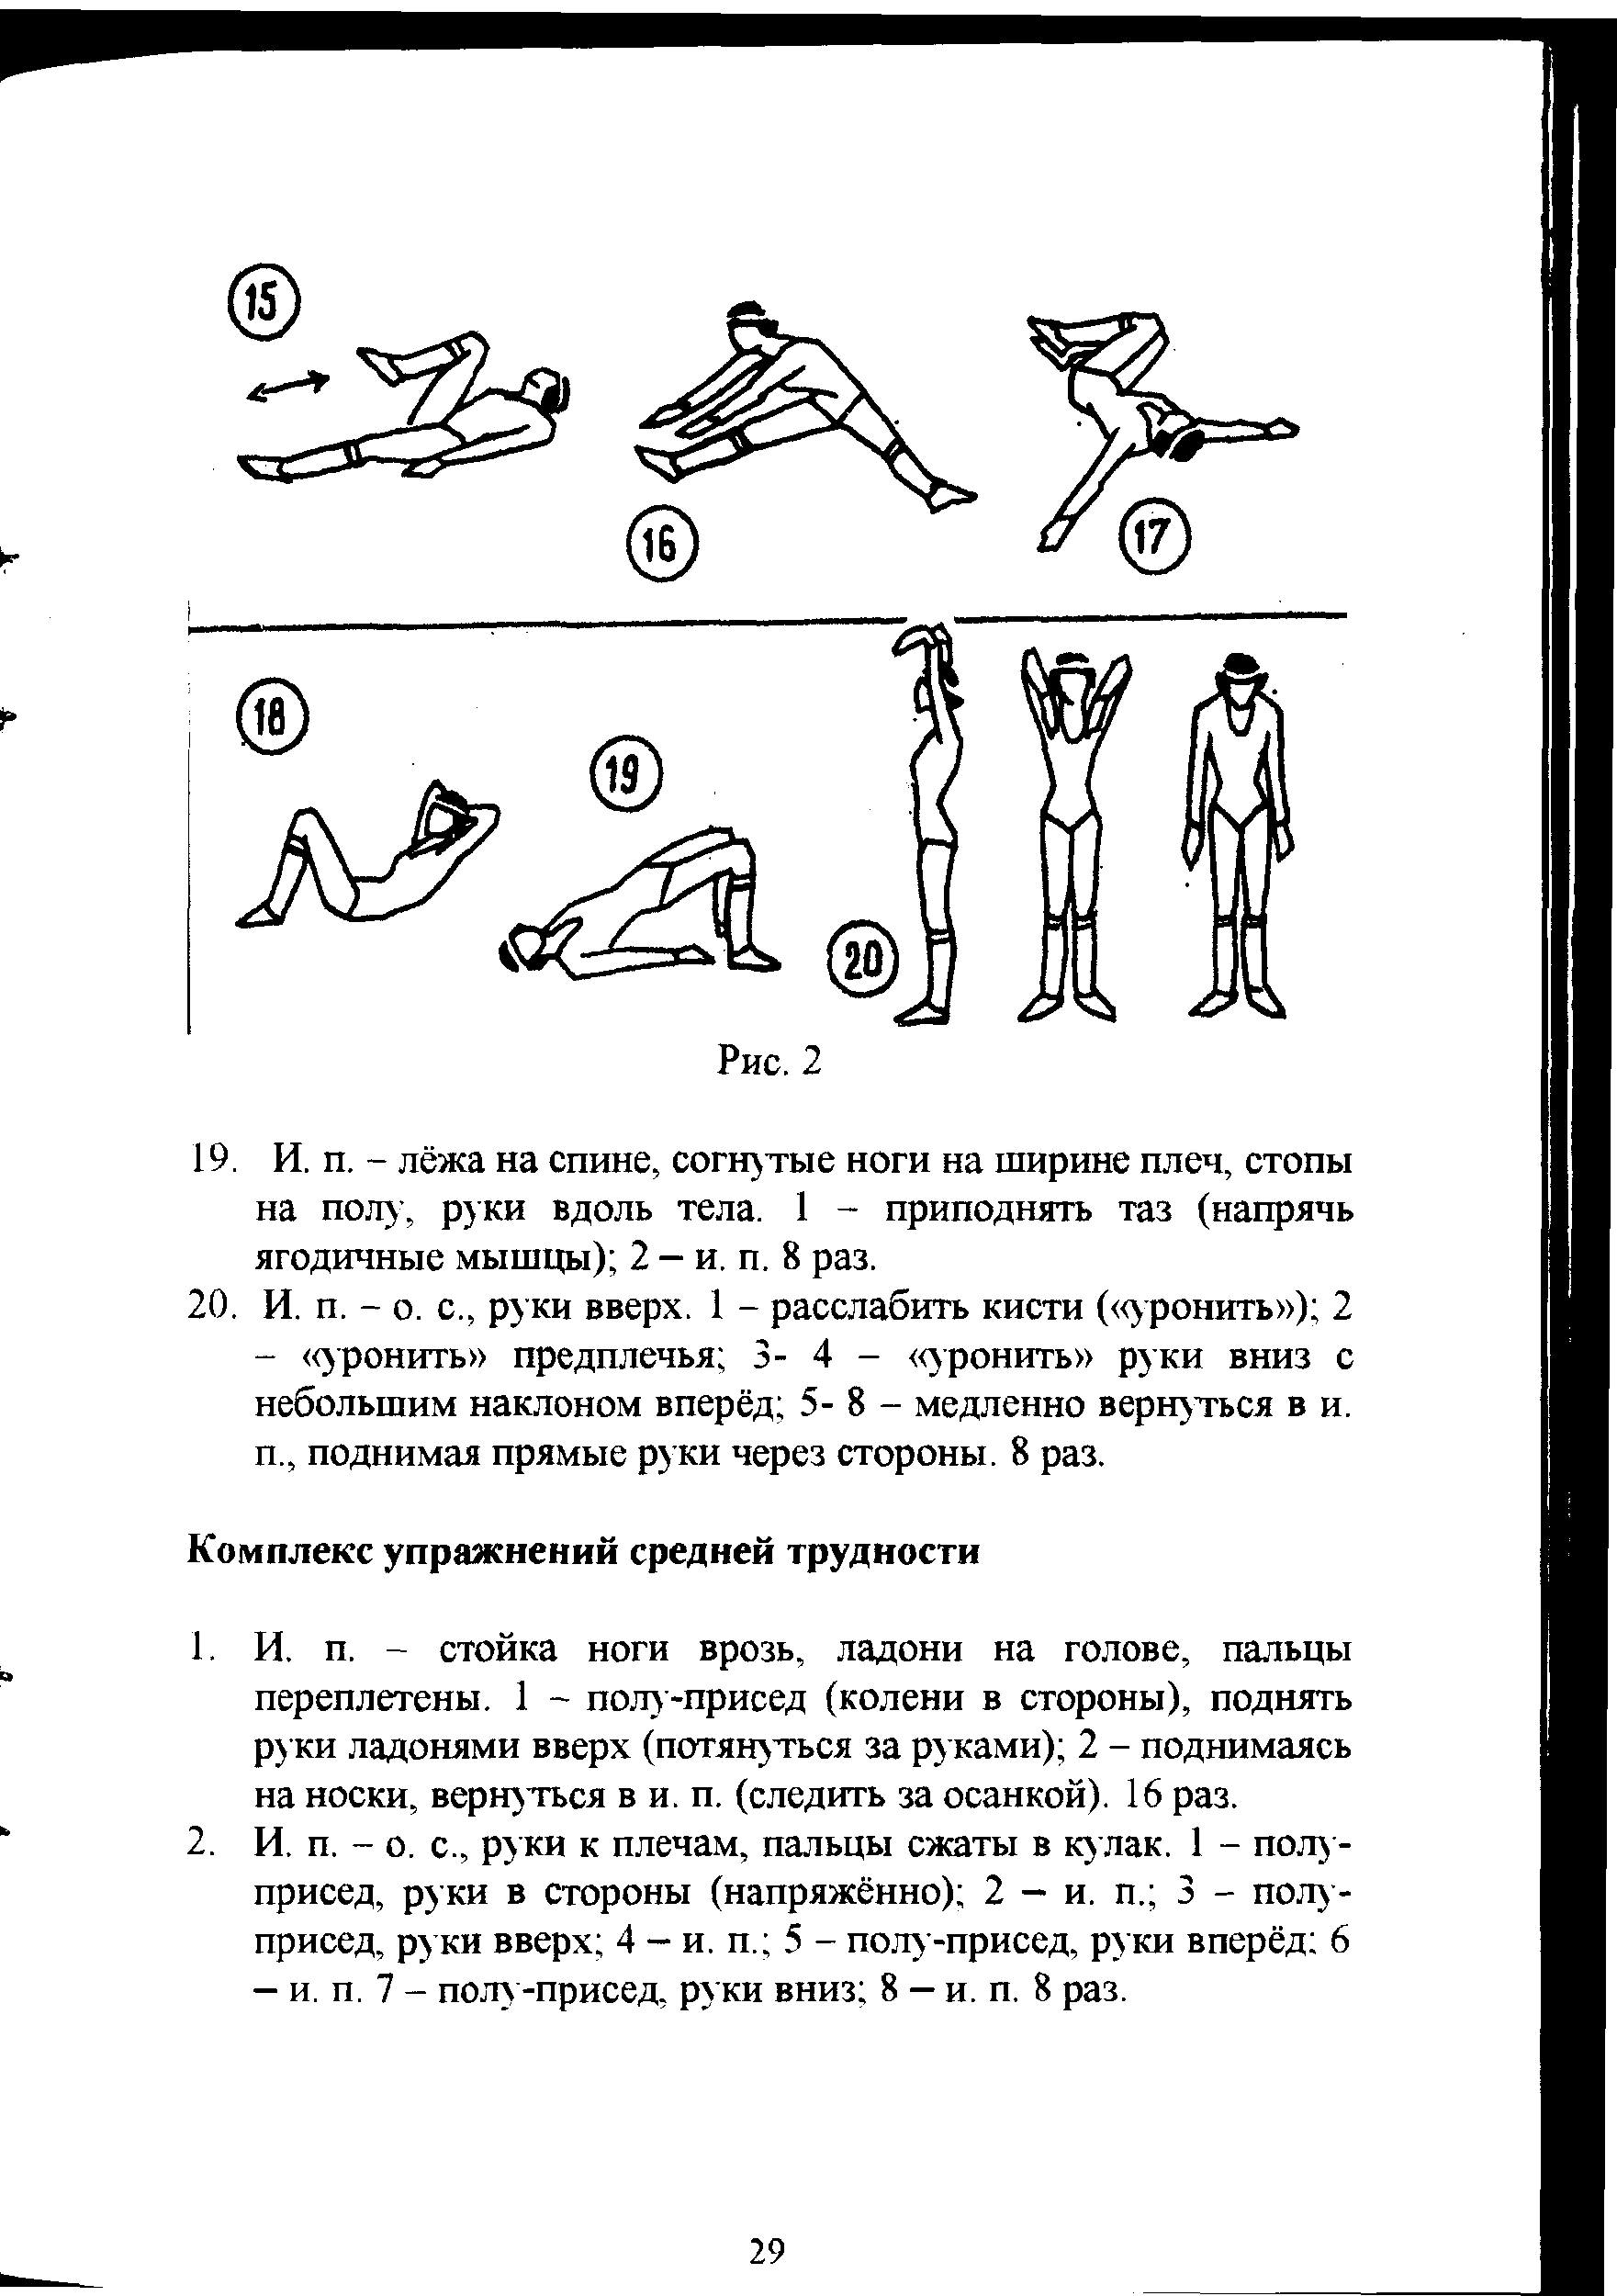 15
16
17
18
19
20
Рис. 2
19. И. п. – лёжа на спине, согнутые ноги на ширине плеч, стопы
на полу, руки вдоль тела. 1 – приподнять таз (напрячь
ягодичные мышцы); 2 – и. п. 8 раз.
20. И. п. – о. с., руки вверх. 1 – расслабить кисти («уронить»); 2
– «уронить» предплечья; 3- 4 – «уронить» руки вниз с
небольшим наклоном вперёд; 5- 8 – медленно вернуться в и.
п., поднимая прямые руки через стороны. 8 раз.
Комплекс упражнений средней трудности
1. И. п. – стойка ноги врозь, ладони на голове, пальцы
переплетены. 1 – полу-присед (колени в стороны), поднять
руки ладонями вверх (потянуться за руками); 2 – поднимаясь
на носки, вернуться в и. п. (следить за осанкой). 16 раз.
2. И. п. – о. с., руки к плечам, пальцы сжаты в кулак. 1 – полу-
присед, руки в стороны (напряжённо); 2 – и. п.; 3 – полу-
присед, руки вверх; 4 – и. п.; 5 – полу-присед, руки вперёд; 6
– и. п. 7 – полу-присед, руки вниз; 8 – и. п. 8 раз.
29